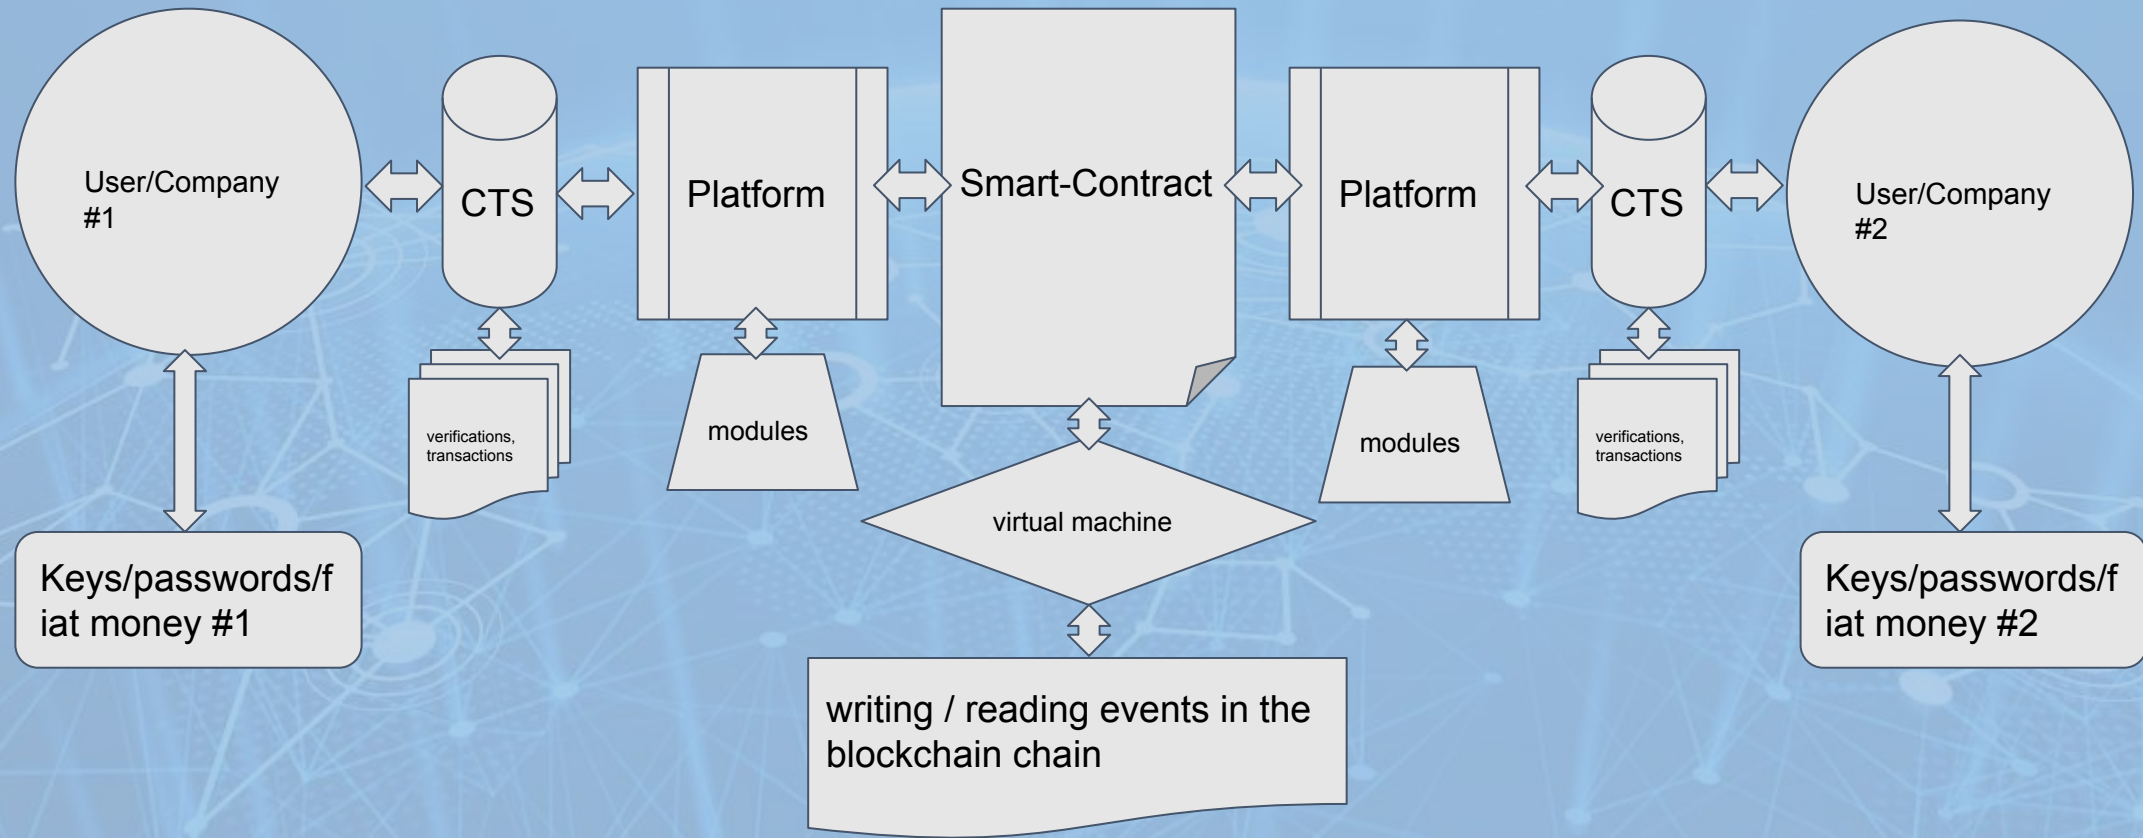 User/Company
#1
CTS
Platform
Smart-Contract
Platform
CTS
User/Company
#2
verifications,
transactions
modules
modules
verifications,
transactions
virtual machine
Keys/passwords/f
iat money #1
Keys/passwords/f
iat money #2
writing / reading events in the
blockchain chain